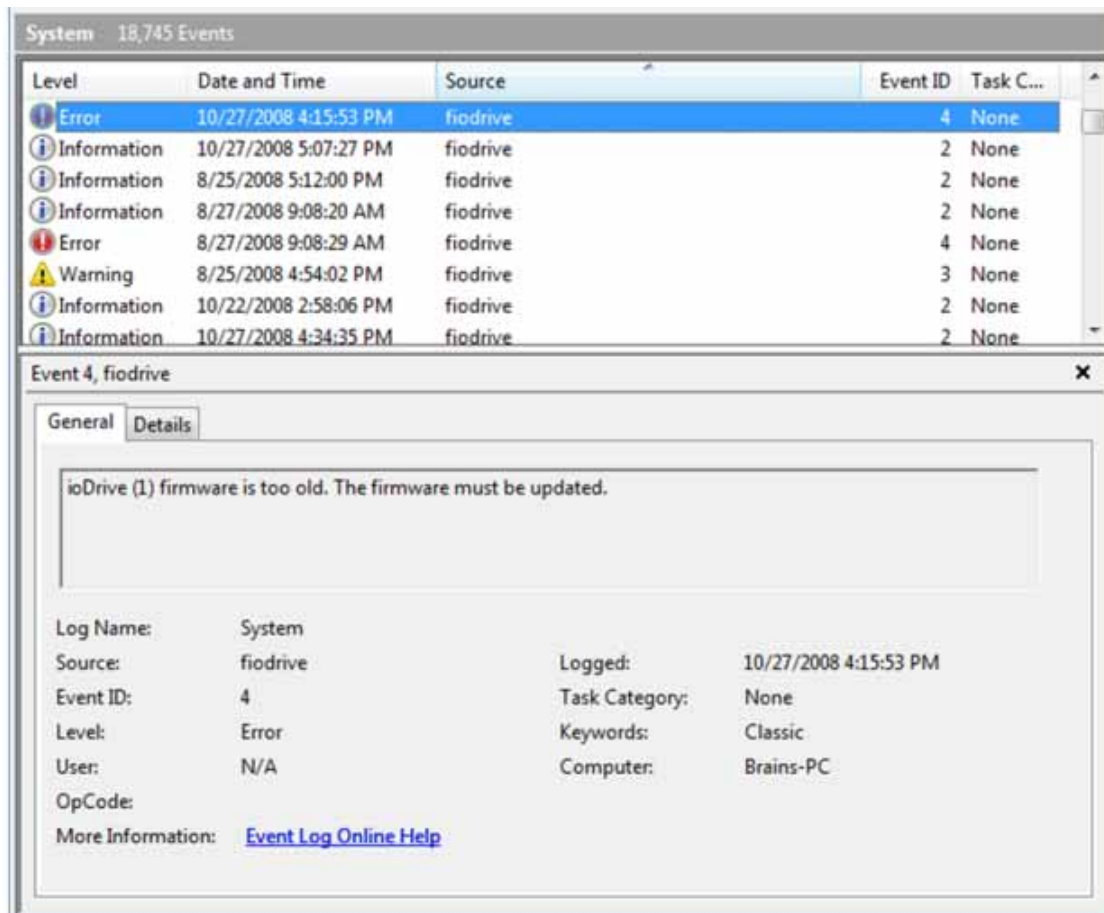 System 18,745 Events
Level Date and Time Source Event ID Task C...
Error 10/27/2008 4:15:53 PM fiodrive 4 None
Information 10/27/2008 5:07:27 PM fiodrive 2 None
Information 8/25/2008 5:12:00 PM fiodrive 2 None
Information 8/27/2008 9:08:20 AM fiodrive 2 None
Error 8/27/2008 9:08:29 AM fiodrive 4 None
Warning 8/25/2008 4:54:02 PM fiodrive 3 None
Information 10/22/2008 2:58:06 PM fiodrive 2 None
Information 10/27/2008 4:34:35 PM fiodrive 2 None
Event 4, fiodrive
General Details
ioDrive (1) firmware is too old. The firmware must be updated.
Log Name: System
Source: fiodrive Logged: 10/27/2008 4:15:53 PM
Event ID: 4 Task Category: None
Level: Error Keywords: Classic
User: N/A Computer: Brains-PC
OpCode:
More Information: Event Log Online Help